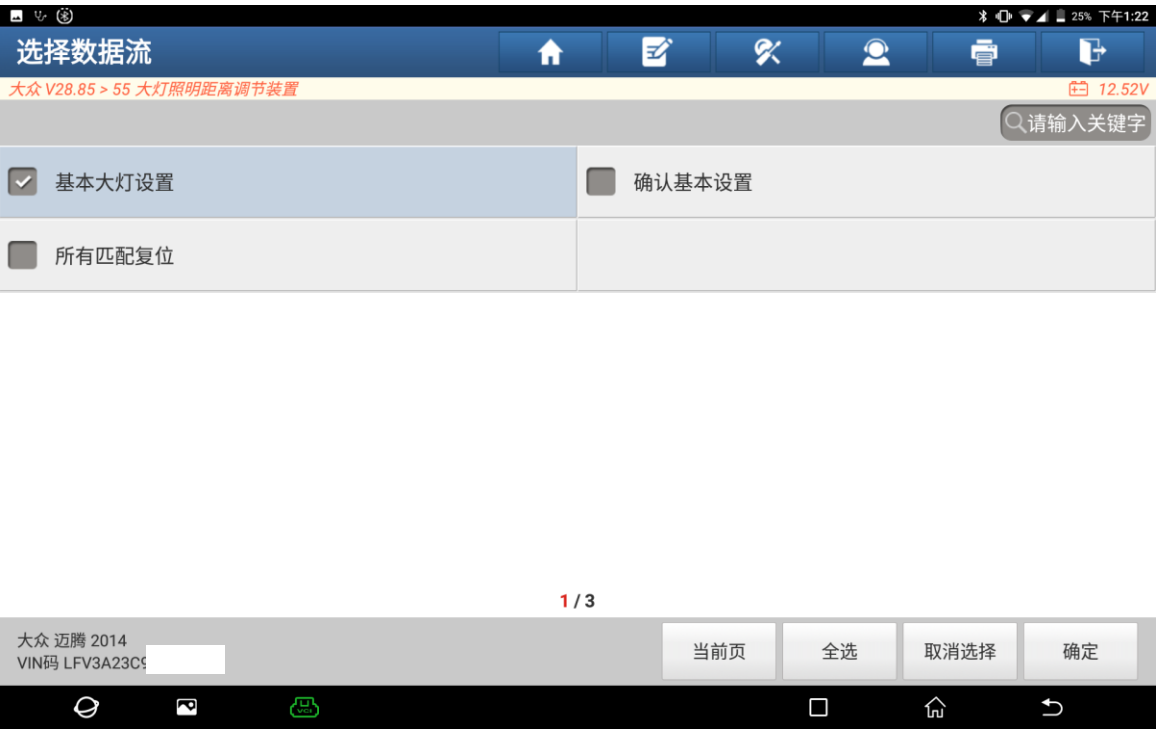 25% 下午1:22
选择数据流
大众 V28.85 > 55 大灯照明距离调节装置 12.52V
请输入关键字
基本大灯设置 确认基本设置
所有匹配复位
1 / 3
大众 迈腾 2014
VIN码 LFV3A23C9
当前页 全选 取消选择 确定
VCI